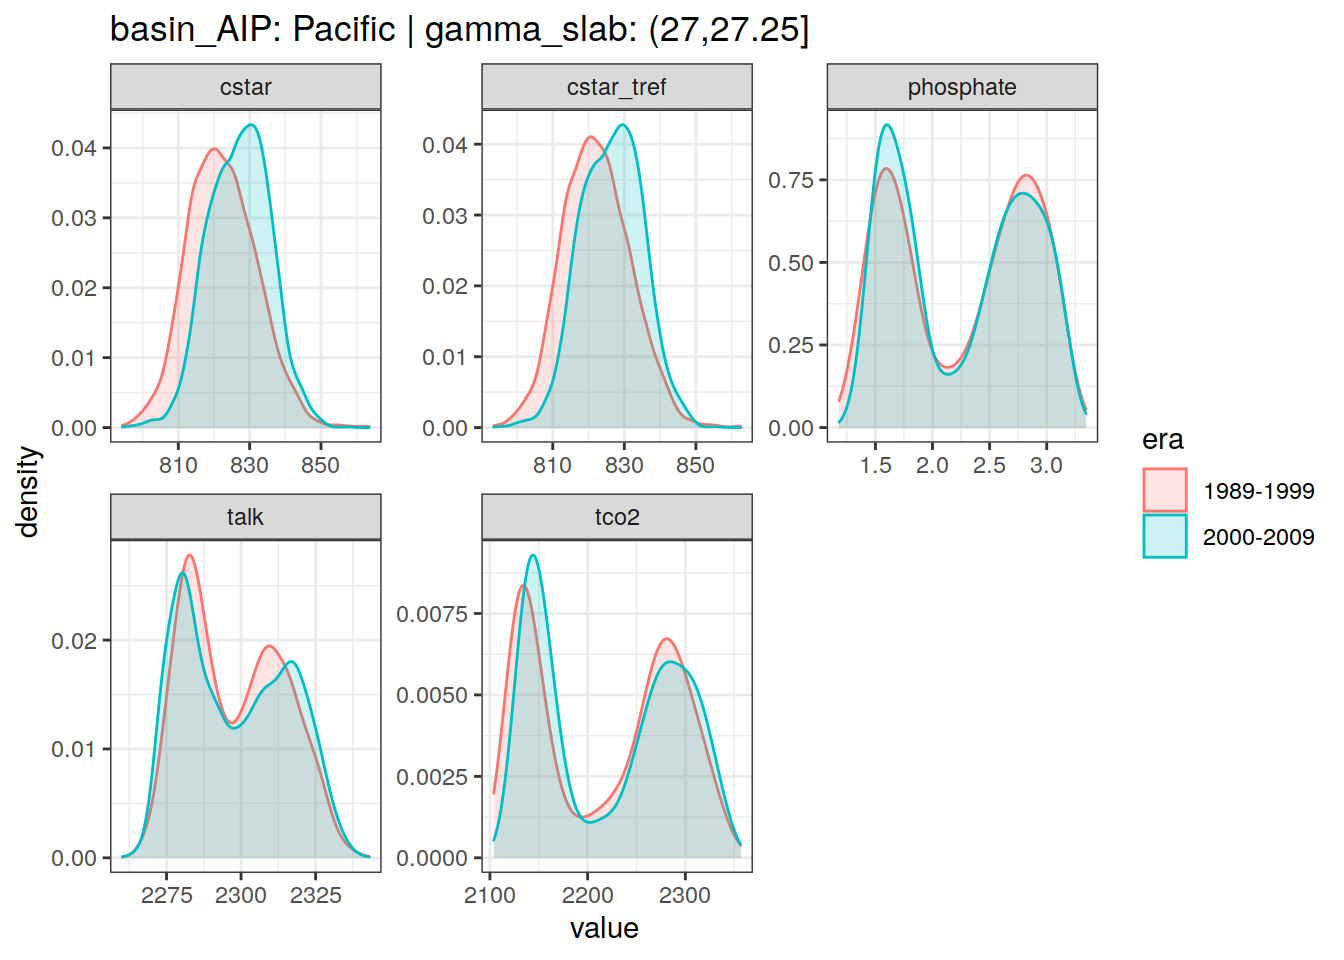 basin_AIP: Pacific | gamma_slab: (27,27.25]
cstar
cstar_tref
phosphate
0.04
0.03
0.02
0.01
0.00
0.04
0.03
0.02
0.01
0.00
0.75
0.50
0.25
0.00
810 830 850
810 830 850
1.5 2.0 2.5 3.0
density
talk
tco2
0.02
0.01
0.00
0.0075
0.0050
0.0025
0.0000
2275 2300 2325
2100 2200 2300
value
era
1989-1999
2000-2009